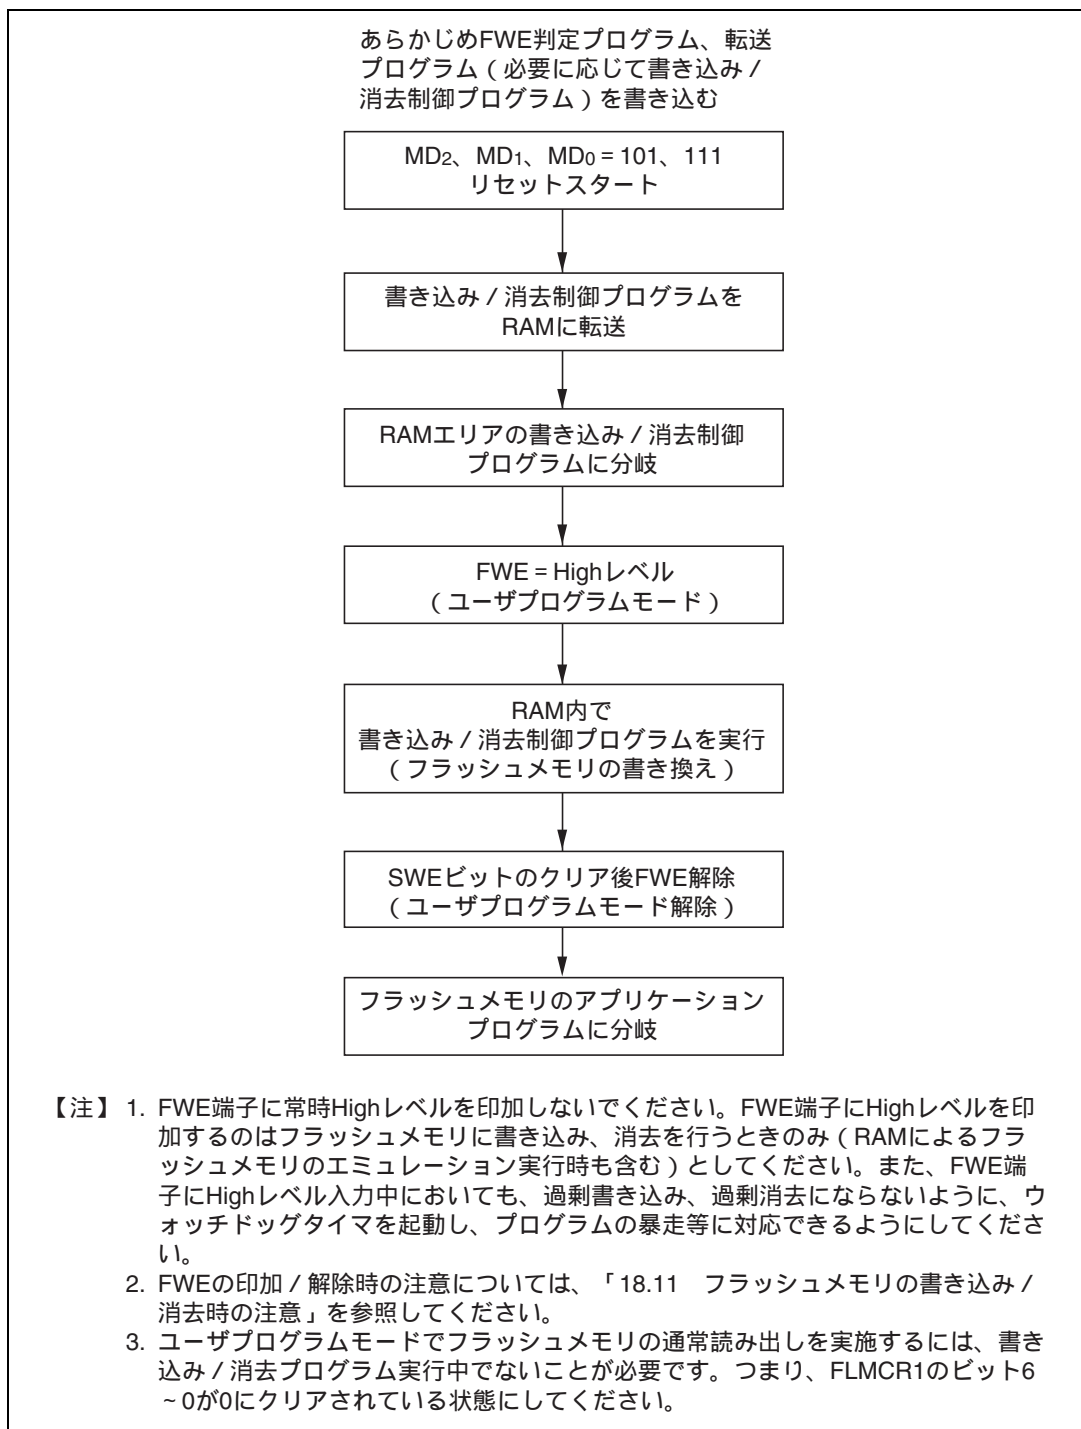 あらかじめFWE判定プログラム、転送
プログラム(必要に応じて書き込み/
消去制御プログラム)を書き込む
MD2、MD1、MD0 = 101、111
リセットスタート
書き込み/消去制御プログラムを
RAMに転送
RAMエリアの書き込み/消去制御
プログラムに分岐
FWE = Highレベル
(ユーザプログラムモード)
RAM内で
書き込み/消去制御プログラムを実行
(フラッシュメモリの書き換え)
SWEビットのクリア後FWE解除
(ユーザプログラムモード解除)
フラッシュメモリのアプリケーション
プログラムに分岐
【注】 1. FWE端子に常時Highレベルを印加しないでください。FWE端子にHighレベルを印
加するのはフラッシュメモリに書き込み、消去を行うときのみ(RAMによるフラ
ッシュメモリのエミュレーション実行時も含む)としてください。また、FWE端
子にHighレベル入力中においても、過剰書き込み、過剰消去にならないように、ウ
ォッチドッグタイマを起動し、プログラムの暴走等に対応できるようにしてくださ
い。
2. FWEの印加/解除時の注意については、「18.11 フラッシュメモリの書き込み/
消去時の注意」を参照してください。
3. ユーザプログラムモードでフラッシュメモリの通常読み出しを実施するには、書き
込み/消去プログラム実行中でないことが必要です。つまり、FLMCR1のビット6
~0が0にクリアされている状態にしてください。